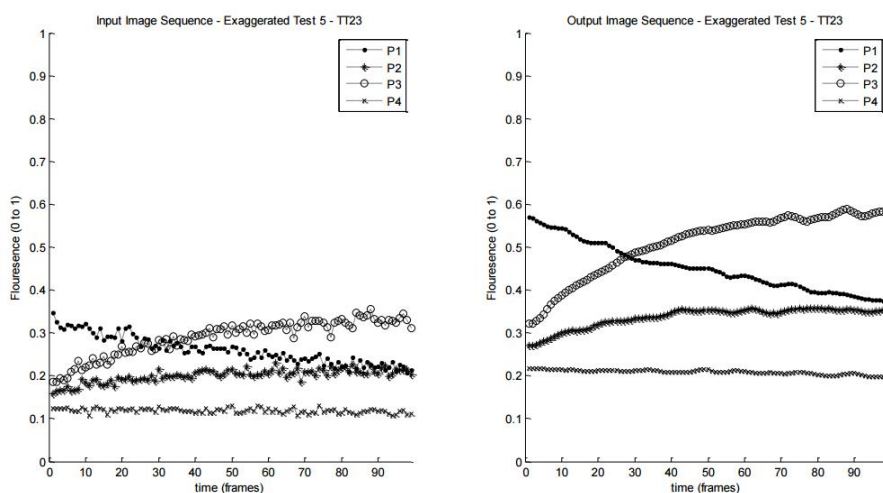 Input Image Sequence - Exaggerated Test 5 - TT23
1
0.9
0.8
0.7
0.6
0.5
0.4
0.3
0.2
0.1
0
Flouresence (0 to 1)
0 10 20 30 40 50 60 70 80 90
time (frames)
P1
P2
P3
P4
Output Image Sequence - Exaggerated Test 5 - TT23
1
0.9
0.8
0.7
0.6
0.5
0.4
0.3
0.2
0.1
0
Flouresence (0 to 1)
0 10 20 30 40 50 60 70 80 90
time (frames)
P1
P2
P3
P4